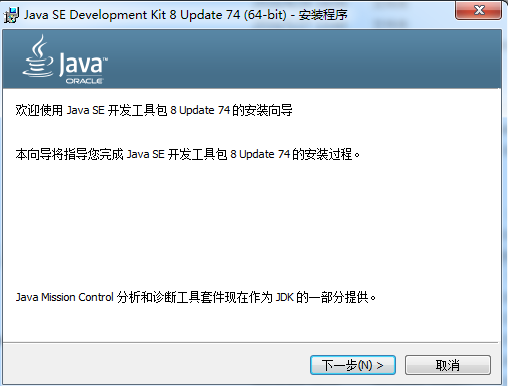 Java SE Development Kit 8 Update 74 (64-bit) - 安装程序
Java™
ORACLE
欢迎使用 Java SE 开发工具包 8 Update 74 的安装向导
本向导将指导您完成 Java SE 开发工具包 8 Update 74 的安装过程。
Java Mission Control 分析和诊断工具套件现在作为 JDK 的一部分提供。
下一步(N) > 取消